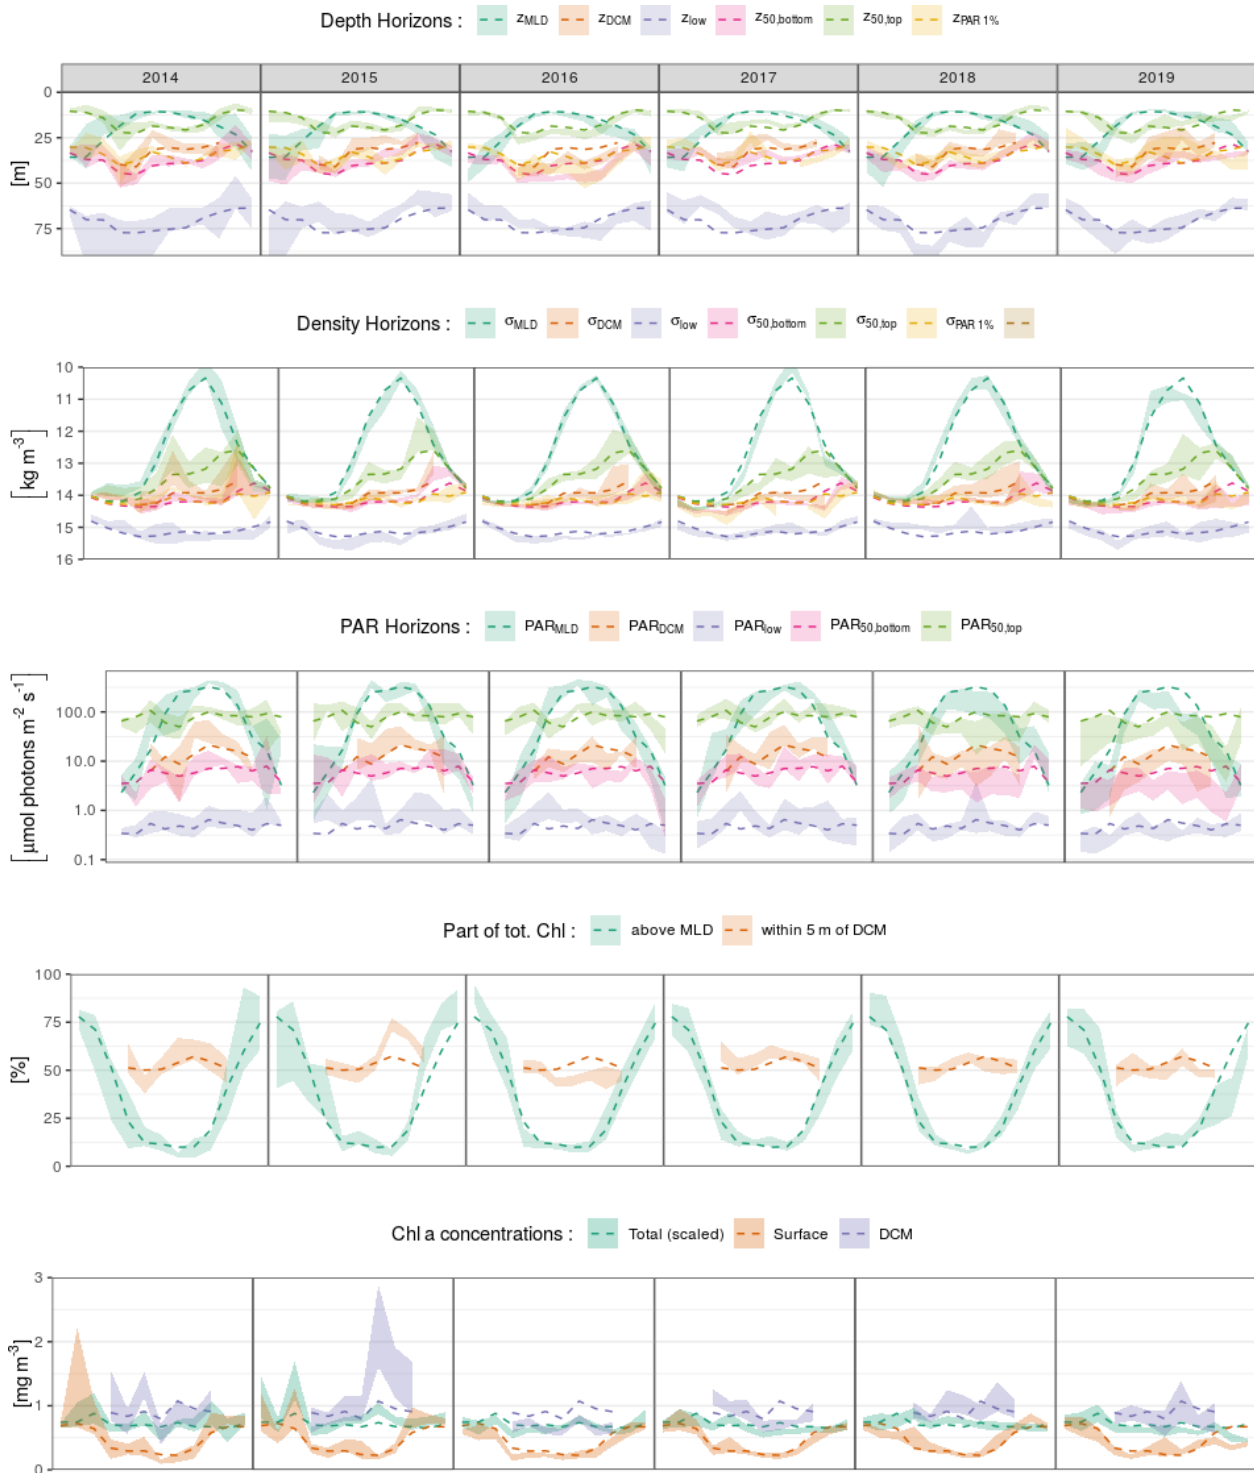 Depth Horizons : zMLD zDCM zlow z50,bottom z50,top zPAR 1%
2014 2015 2016 2017 2018 2019
0
25
50
75
[m]
Density Horizons : σMLD σDCM σlow σ50,bottom σ50,top σPAR 1%
10
11
12
13
14
15
16
[kg m⁻³]
PAR Horizons : PARMLD PARDCM PARlow PAR50,bottom PAR50,top
100.0
10.0
1.0
0.1
[µmol photons m⁻² s⁻¹]
Part of tot. Chl : above MLD within 5 m of DCM
100
75
50
25
0
[%]
Chl a concentrations : Total (scaled) Surface DCM
3
2
1
0
[mg m⁻³]